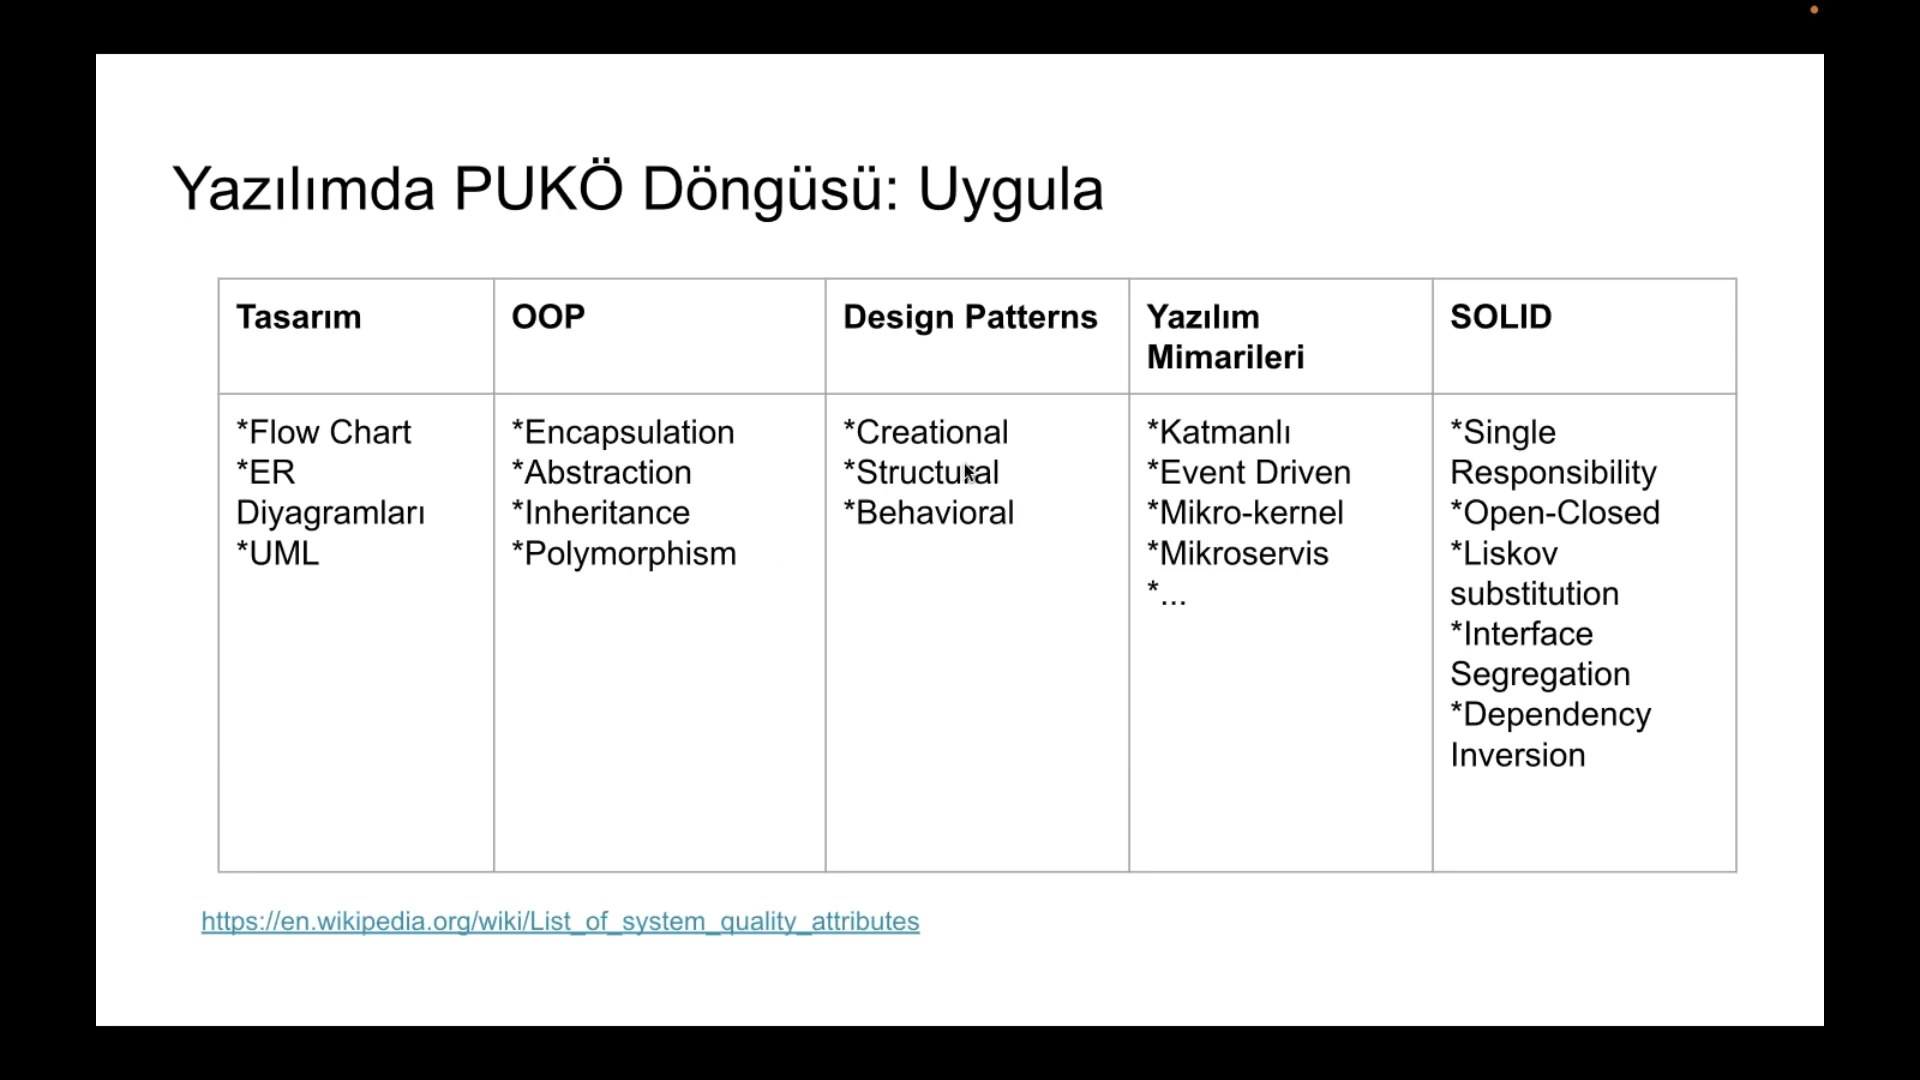 Yazılımda PUKÖ Döngüsü: Uygula
Tasarım
OOP
Design Patterns
Yazılım
Mimarileri
SOLID
*Flow Chart
*ER
Diyagramları
*UML
*Encapsulation
*Abstraction
*Inheritance
*Polymorphism
*Creational
*Structural
*Behavioral
*Katmanlı
*Event Driven
*Mikro-kernel
*Mikroservis
*...
*Single
Responsibility
*Open-Closed
*Liskov
substitution
*Interface
Segregation
*Dependency
Inversion
https://en.wikipedia.org/wiki/List_of_system_quality_attributes